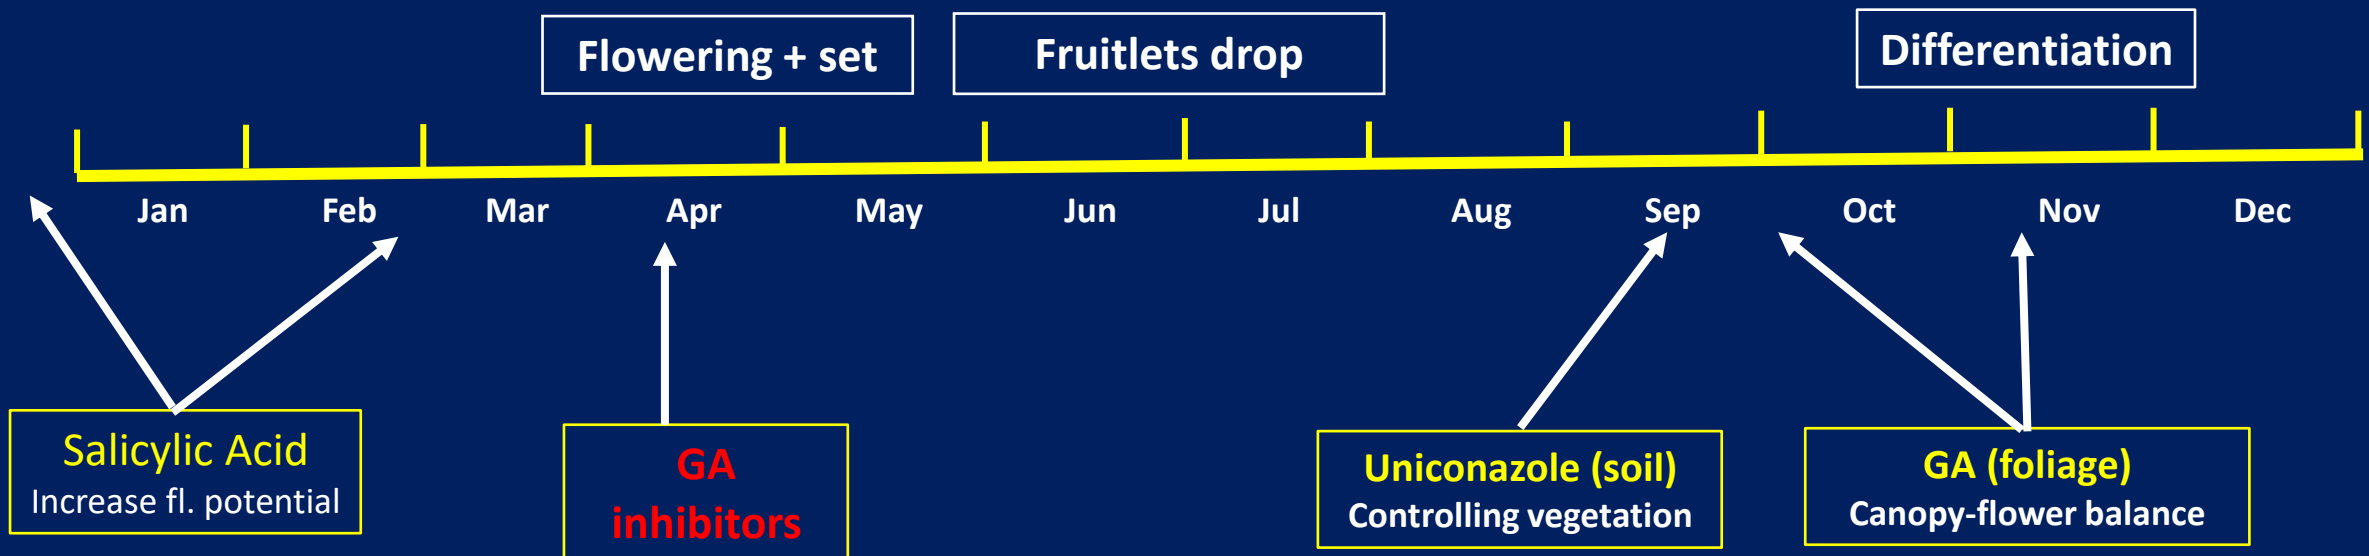 Flowering + set
Fruitlets drop
Differentiation
Jan Feb Mar Apr May Jun Jul Aug Sep Oct Nov Dec
Salicylic Acid
Increase fl. potential
GA
inhibitors
Uniconazole (soil)
Controlling vegetation
GA (foliage)
Canopy-flower balance